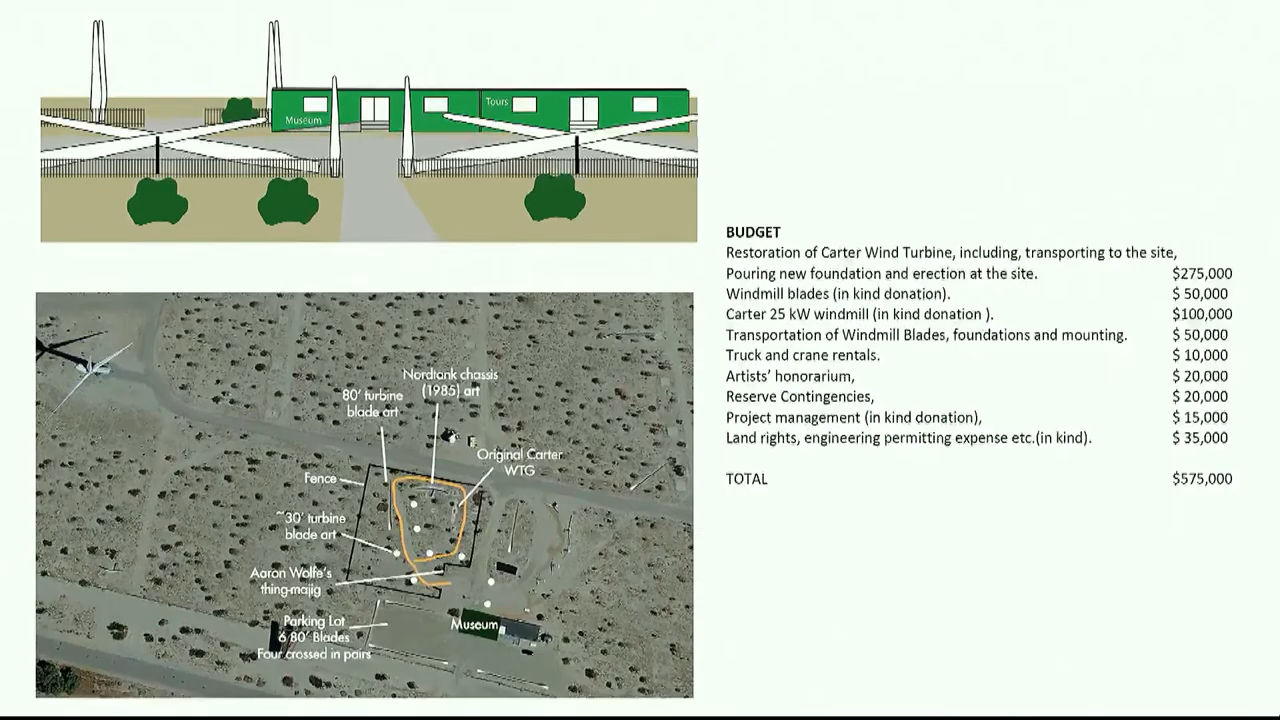 Museum
Tours
BUDGET
Restoration of Carter Wind Turbine, including, transporting to the site,
Pouring new foundation and erection at the site. $275,000
Windmill blades (in kind donation). $ 50,000
Carter 25 kW windmill (in kind donation ). $100,000
Transportation of Windmill Blades, foundations and mounting. $ 50,000
Truck and crane rentals. $ 10,000
Artists' honorarium, $ 20,000
Reserve Contingencies, $ 20,000
Project management (in kind donation), $ 15,000
Land rights, engineering permitting expense etc.(in kind). $ 35,000
TOTAL $575,000
Nordtank chassis
(1985) art
80' turbine
blade art
Original Carter
WTG
Fence
~30' turbine
blade art
Aaron Wolfe's
thing-majig
Parking Lot
6 80' Blades
Four crossed in pairs
Museum